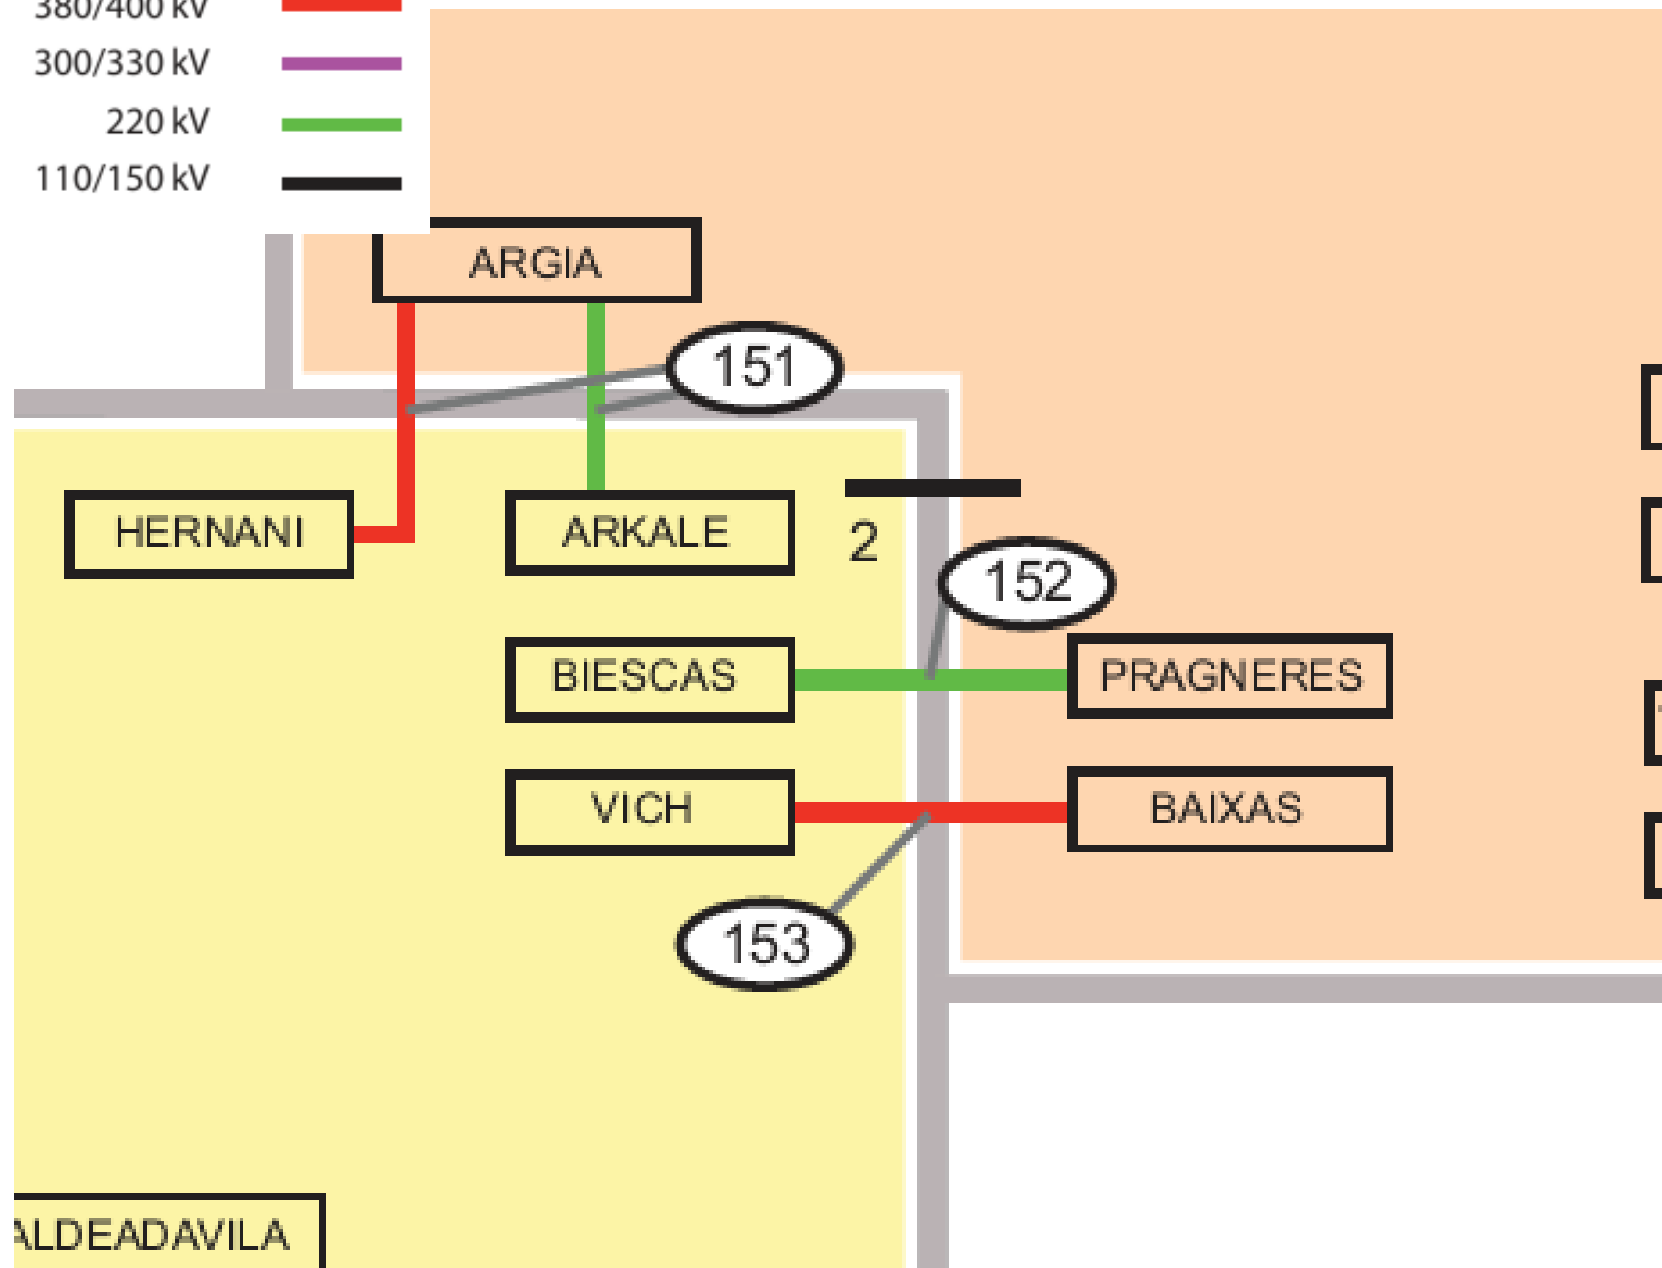 380/400 kV
300/330 kV
220 kV
110/150 kV
ARGIA
151
HERNANI
ARKALE
2
152
BIESCAS
PRAGNERES
VICH
BAIXAS
153
ALDEADAVILA